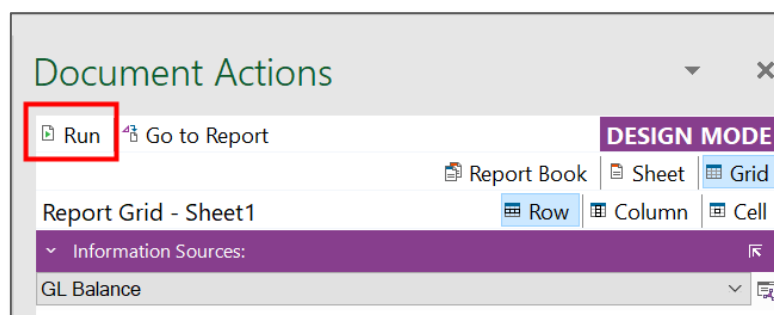 Document Actions
Run Go to Report DESIGN MODE
Report Book Sheet Grid
Report Grid - Sheet1 Row Column Cell
Information Sources:
GL Balance